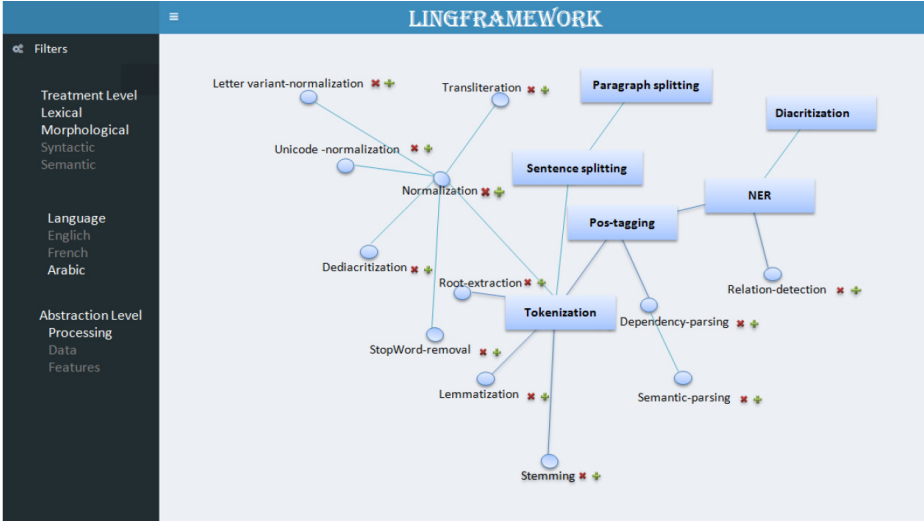 LINGFRAMEWORK
Filters
Treatment Level
Lexical
Morphological
Syntactic
Semantic
Language
Englich
French
Arabic
Abstraction Level
Processing
Data
Features
Letter variant-normalization
Transliteration
Paragraph splitting
Diacritization
Unicode -normalization
Sentence splitting
Normalization
NER
Pos-tagging
Dediacritization
Root-extraction
Relation-detection
Tokenization
Dependency-parsing
StopWord-removal
Lemmatization
Semantic-parsing
Stemming